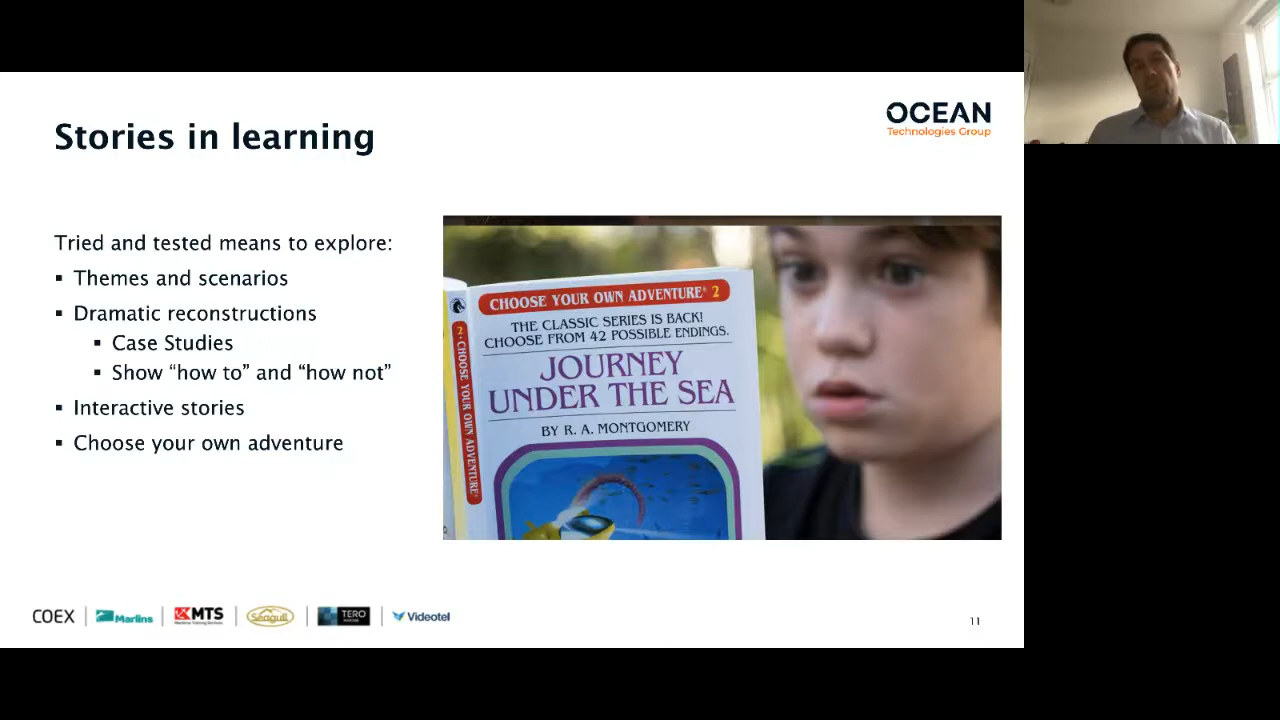 Stories in learning
OCEAN
Technologies Group
Tried and tested means to explore:
▪ Themes and scenarios
▪ Dramatic reconstructions
▪ Case Studies
▪ Show “how to” and “how not”
▪ Interactive stories
▪ Choose your own adventure
CHOOSE YOUR OWN ADVENTURE® 2
THE CLASSIC SERIES IS BACK!
CHOOSE FROM 42 POSSIBLE ENDINGS.
JOURNEY
UNDER THE SEA
BY R. A. MONTGOMERY
2 · CHOOSE YOUR OWN ADVENTURE®
COEX
Marlins
MTS
Maritime Training Services
Seagull
TERO
MARINE
Videotel
11